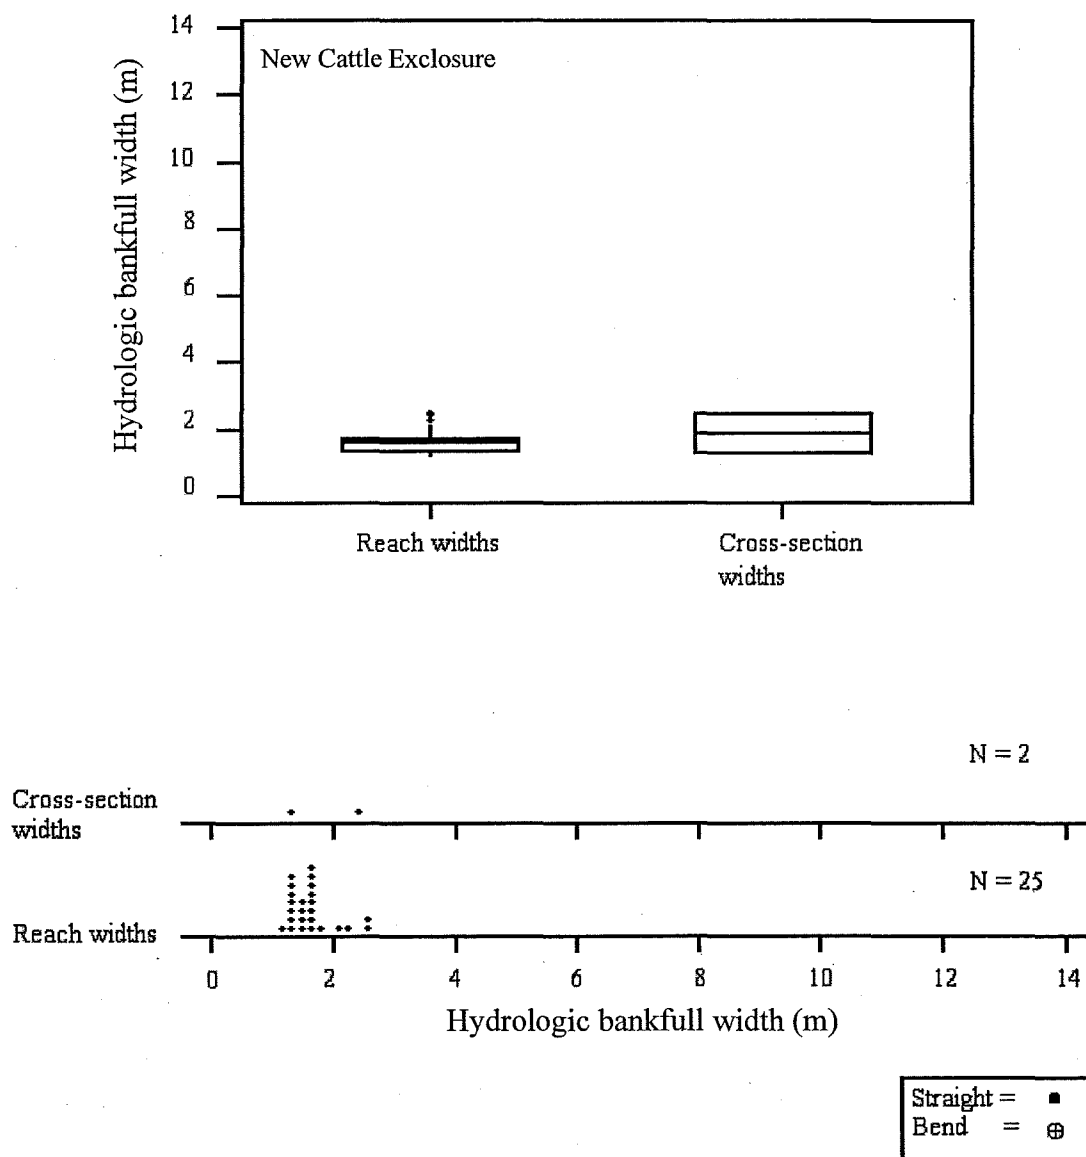 14
New Cattle Exclosure
12
10
8
6
4
2
0
Hydrologic bankfull width (m)
Reach widths
Cross-section
widths
N = 2
Cross-section
widths
N = 25
Reach widths
0 2 4 6 8 10 12 14
Hydrologic bankfull width (m)
Straight = ■
Bend = ⊕